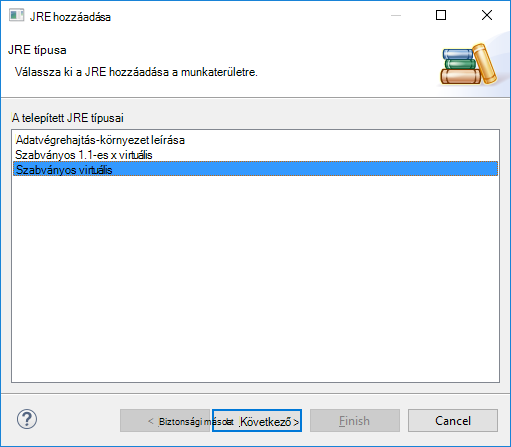 JRE hozzáadása
JRE típusa
Válassza ki a JRE hozzáadása a munkaterületre.
A telepített JRE típusai
Adatvégrehajtás-környezet leírása
Szabványos 1.1-es x virtuális
Szabványos virtuális
< Biztonsági másolat Következő > Finish Cancel